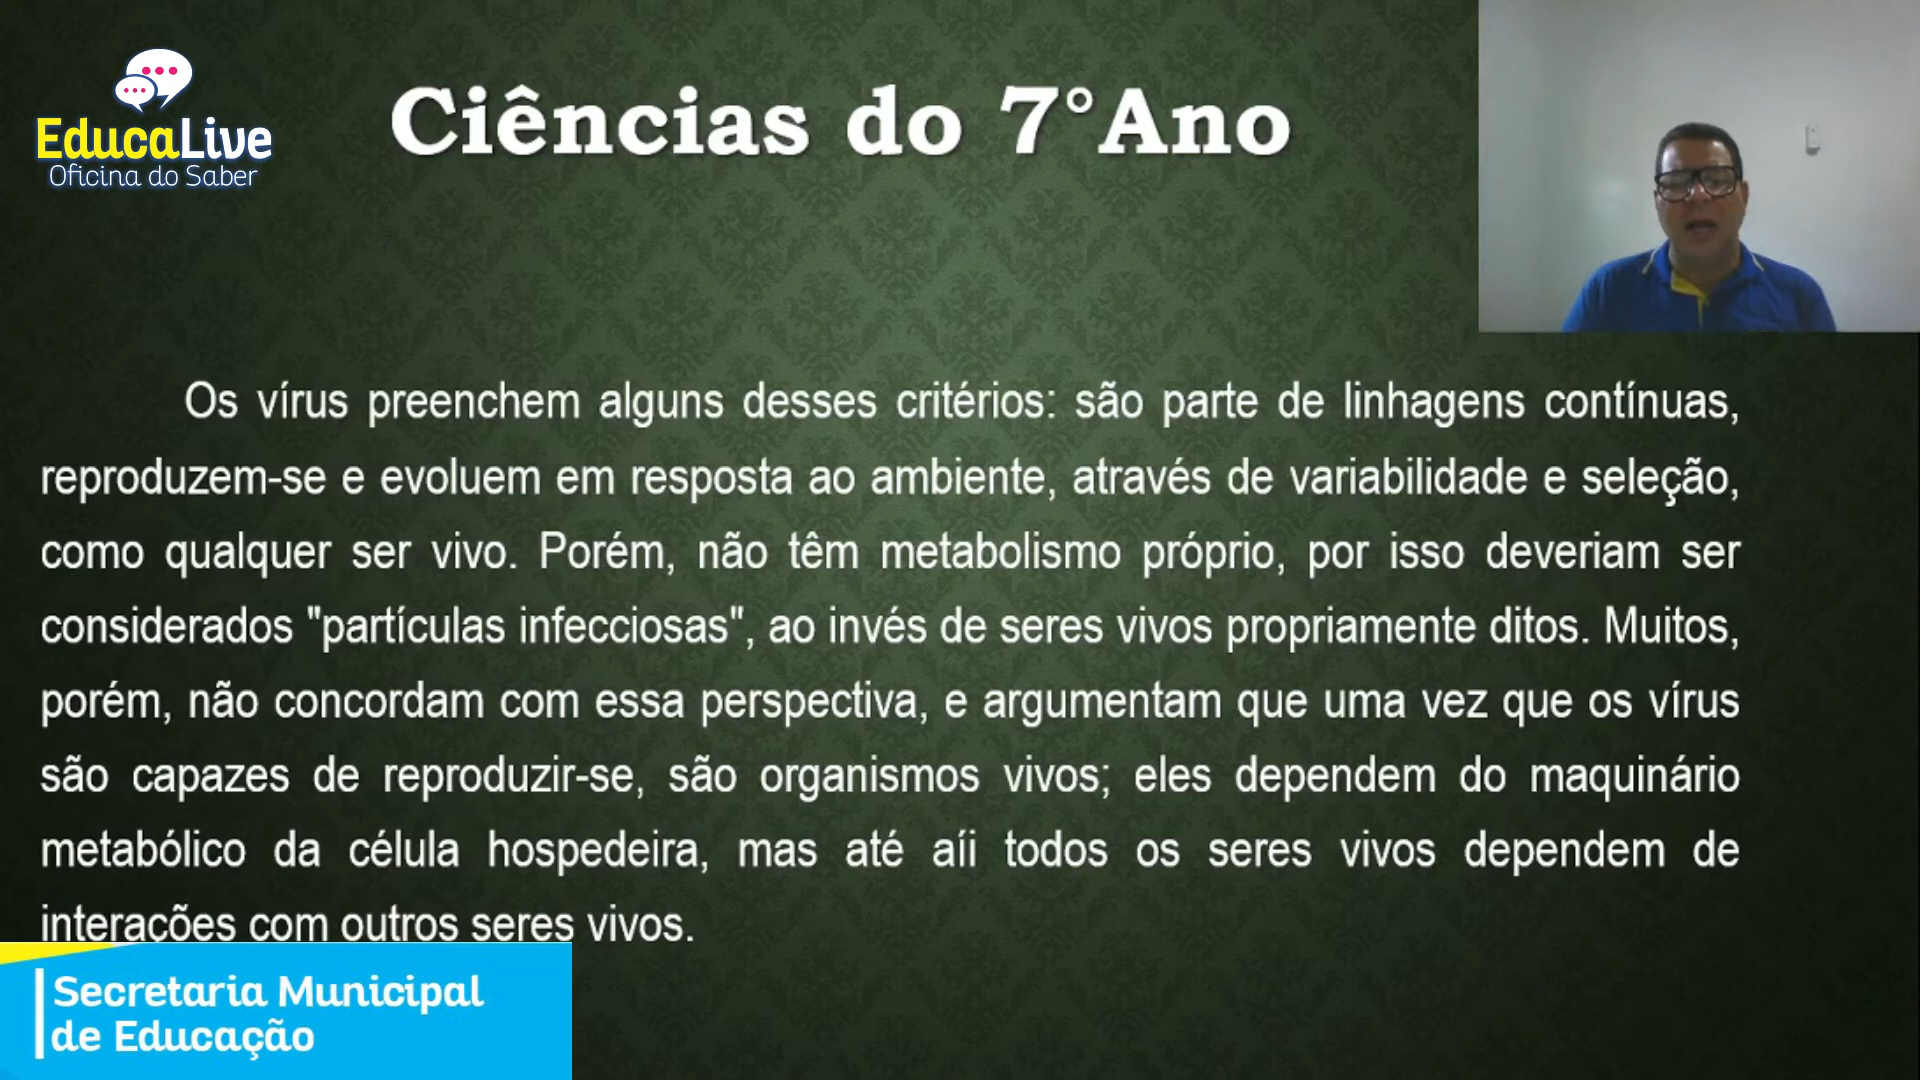 EducaLive
Oficina do Saber
Ciências do 7°Ano
Os vírus preenchem alguns desses critérios: são parte de linhagens contínuas,
reproduzem-se e evoluem em resposta ao ambiente, através de variabilidade e seleção,
como qualquer ser vivo. Porém, não têm metabolismo próprio, por isso deveriam ser
considerados "partículas infecciosas", ao invés de seres vivos propriamente ditos. Muitos,
porém, não concordam com essa perspectiva, e argumentam que uma vez que os vírus
são capazes de reproduzir-se, são organismos vivos; eles dependem do maquinário
metabólico da célula hospedeira, mas até aíi todos os seres vivos dependem de
interações com outros seres vivos.
Secretaria Municipal
de Educação